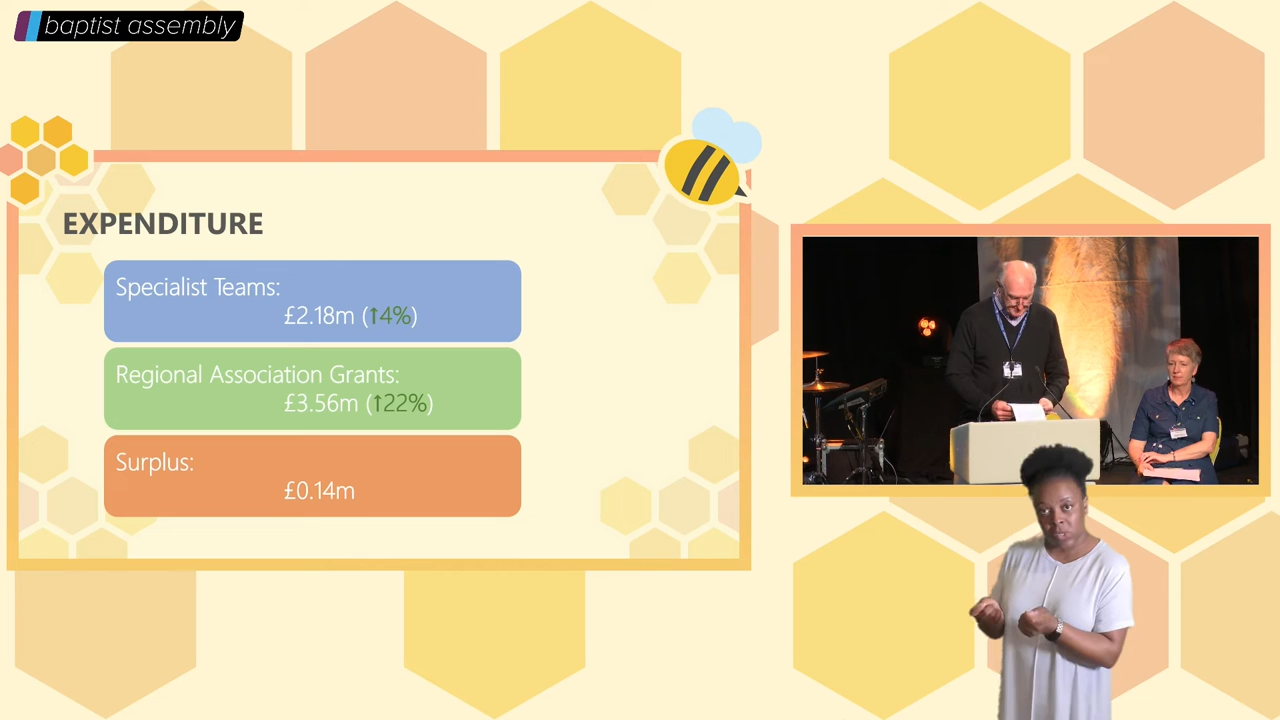 baptist assembly
EXPENDITURE
Specialist Teams:
£2.18m (↑4%)
Regional Association Grants:
£3.56m (↑22%)
Surplus:
£0.14m